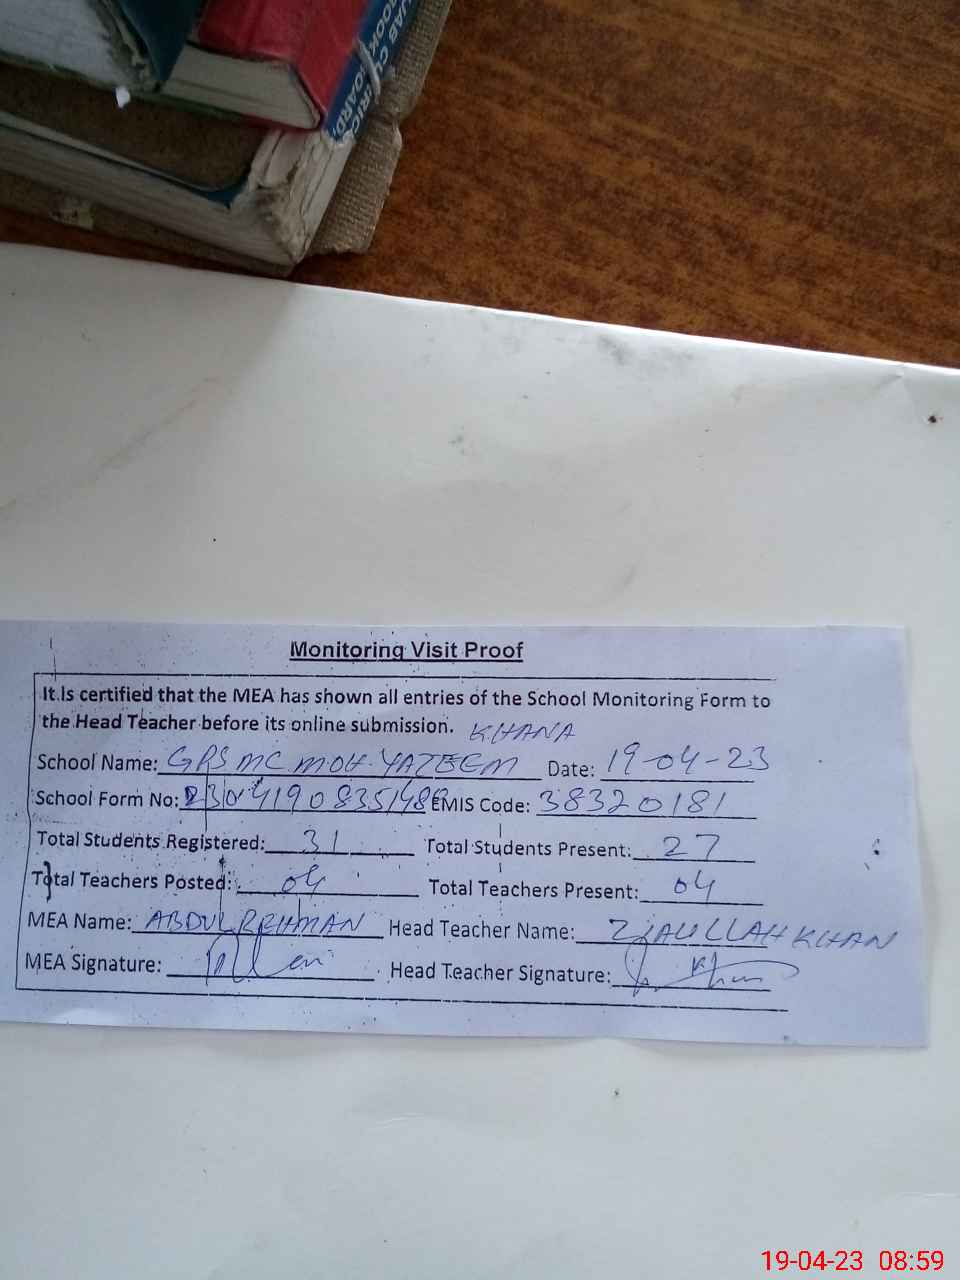 Monitoring Visit Proof
It Is certified that the MEA has shown all entries of the School Monitoring Form to
the Head Teacher before its online submission. KHANA
School Name: GPS MC MOH. YAZEEM Date: 19-04-23
School Form No: EMIS Code: 38320181
Total Students Registered: 31 Total Students Present: 27
Total Teachers Posted: 04 Total Teachers Present: 04
MEA Name: ABDUL REHMAN Head Teacher Name: ZIAULLAH KHAN
MEA Signature: Head Teacher Signature:
19-04-23 08:59